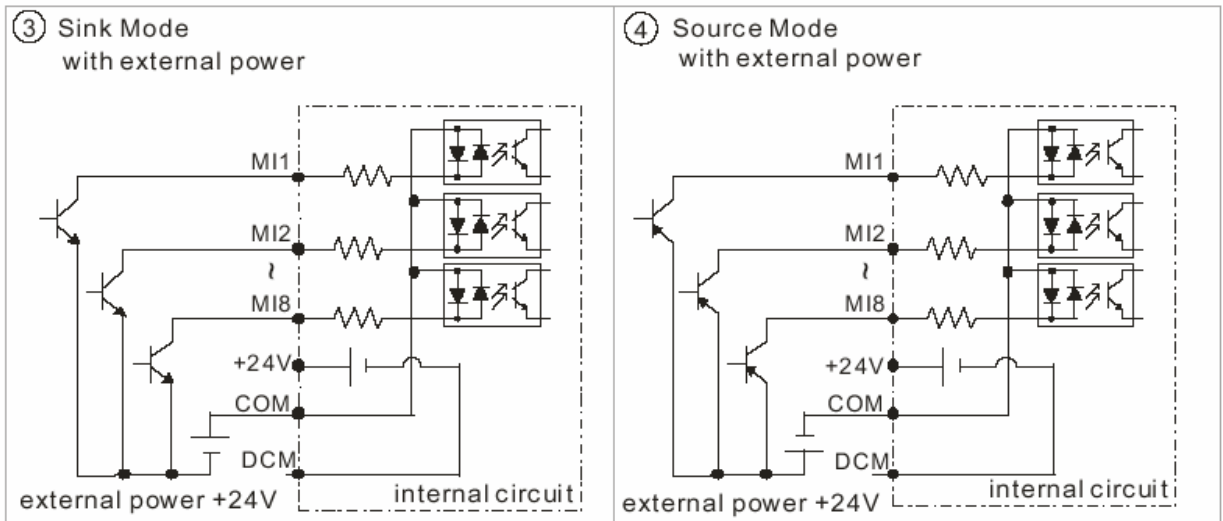 ③ Sink Mode
with external power
MI1
MI2
~
MI8
+24V
COM
DCM
external power +24V
internal circuit
④ Source Mode
with external power
MI1
MI2
~
MI8
+24V
COM
DCM
external power +24V
internal circuit